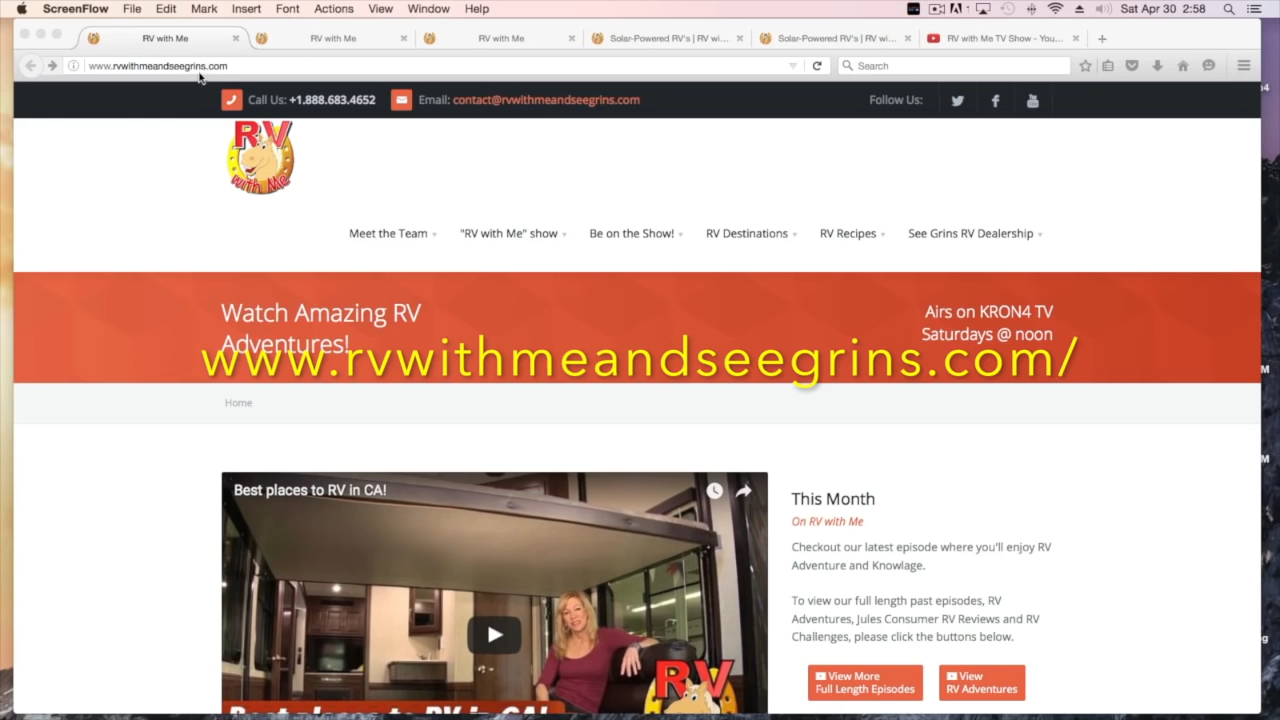 ScreenFlow File Edit Mark Insert Font Actions View Window Help Sat Apr 30 2:58
RV with Me RV with Me RV with Me Solar-Powered RV's | RV wi... Solar-Powered RV's | RV wi... RV with Me TV Show - You...
www.rvwithmeandseegrins.com Search
Call Us: +1.888.683.4652 Email: contact@rvwithmeandseegrins.com Follow Us:
RV
with Me
Meet the Team "RV with Me" show Be on the Show! RV Destinations RV Recipes See Grins RV Dealership
Watch Amazing RV
Adventures!
Airs on KRON4 TV
Saturdays @ noon
www.rvwithmeandseegrins.com/
Home
Best places to RV in CA!
This Month
On RV with Me
Checkout our latest episode where you'll enjoy RV
Adventure and Knowlage.
To view our full length past episodes, RV
Adventures, Jules Consumer RV Reviews and RV
Challenges, please click the buttons below.
View More
Full Length Episodes
View
RV Adventures
RV
Best places to RV in CA!